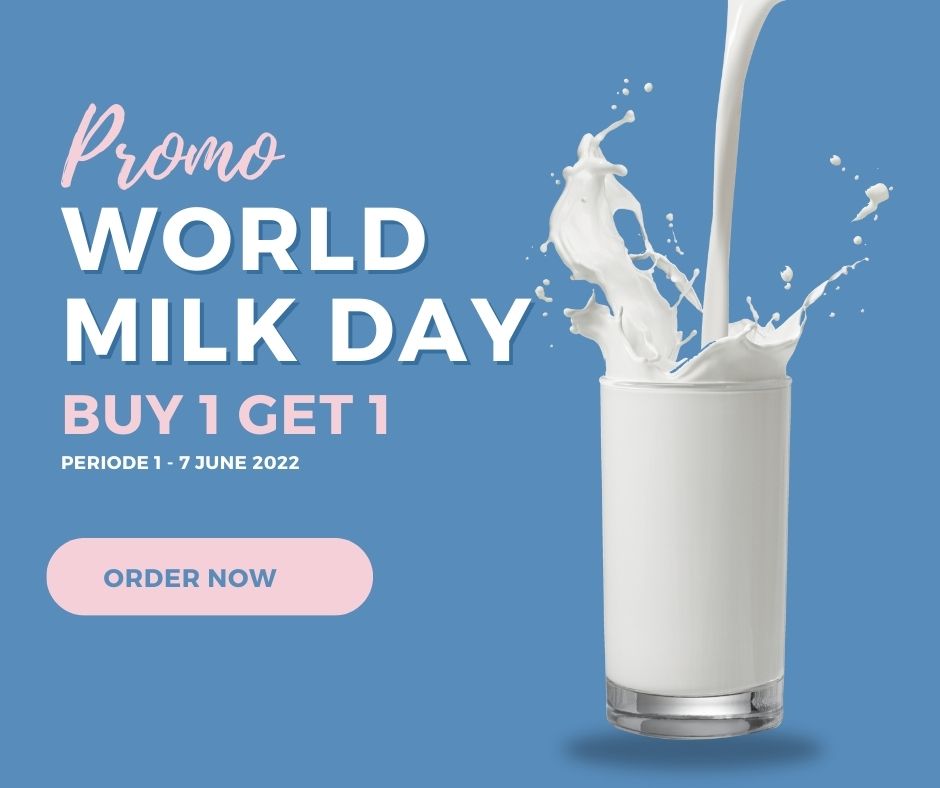 Promo
WORLD
MILK DAY
BUY 1 GET 1
PERIODE 1 - 7 JUNE 2022
ORDER NOW